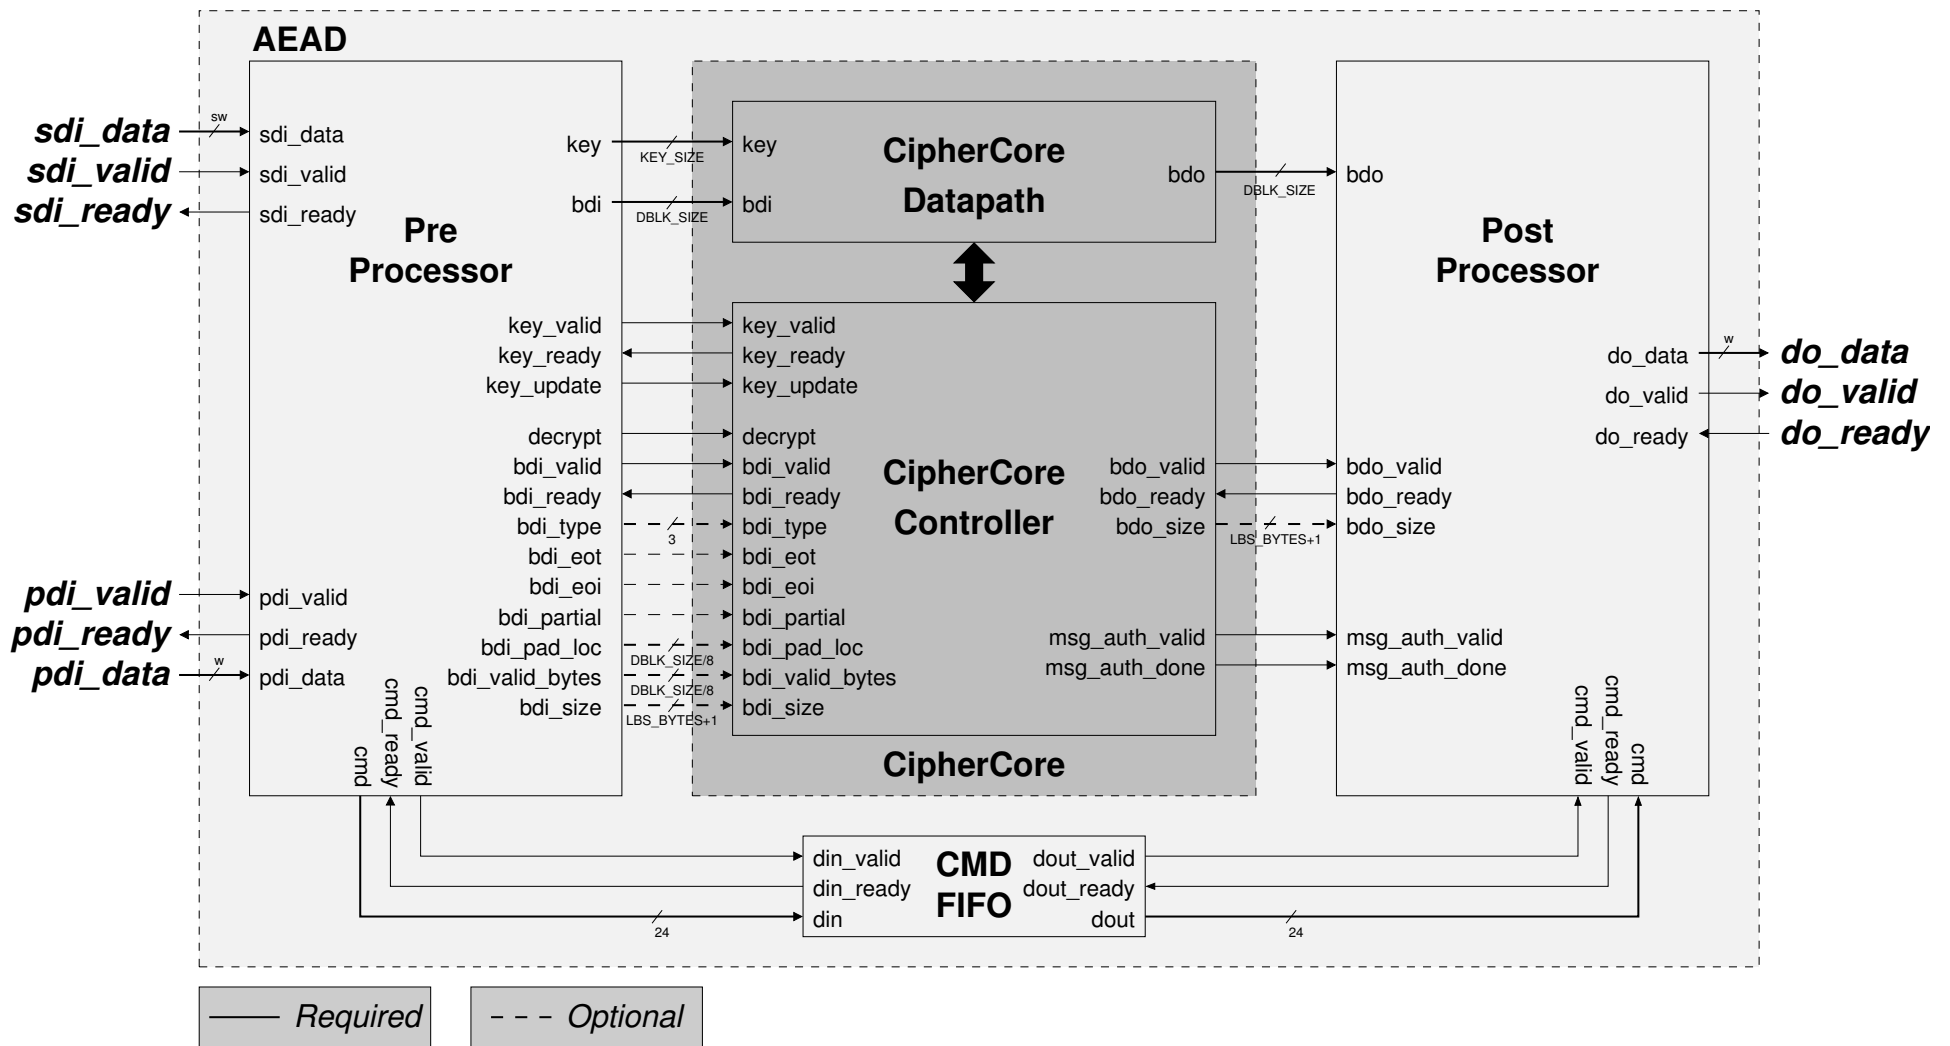 AEAD
sdi_data
sdi_valid
sdi_ready
pdi_valid
pdi_ready
pdi_data
sw
w
sdi_data
sdi_valid
sdi_ready
Pre
Processor
pdi_valid
pdi_ready
pdi_data
key
bdi
key_valid
key_ready
key_update
decrypt
bdi_valid
bdi_ready
bdi_type
bdi_eot
bdi_eoi
bdi_partial
bdi_pad_loc
bdi_valid_bytes
bdi_size
cmd
cmd_ready
cmd_valid
KEY_SIZE
DBLK_SIZE
3
DBLK_SIZE/8
DBLK_SIZE/8
LBS_BYTES+1
key
bdi
CipherCore
Datapath
bdo
key_valid
key_ready
key_update
decrypt
bdi_valid
bdi_ready
bdi_type
bdi_eot
bdi_eoi
bdi_partial
bdi_pad_loc
bdi_valid_bytes
bdi_size
CipherCore
Controller
bdo_valid
bdo_ready
bdo_size
msg_auth_valid
msg_auth_done
CipherCore
DBLK_SIZE
LBS_BYTES+1
bdo
Post
Processor
bdo_valid
bdo_ready
bdo_size
msg_auth_valid
msg_auth_done
do_data
do_valid
do_ready
cmd_valid
cmd_ready
cmd
w
do_data
do_valid
do_ready
din_valid
din_ready
din
CMD
FIFO
dout_valid
dout_ready
dout
24
24
Required
Optional